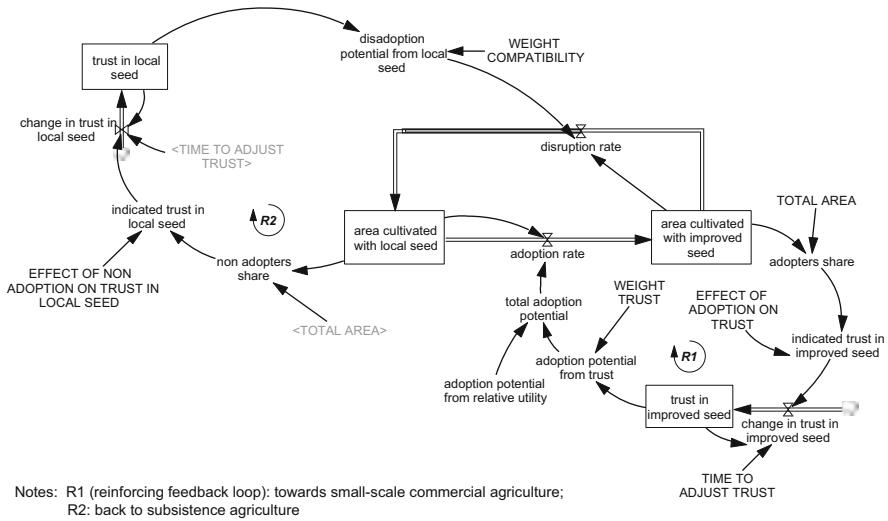 disadoption
potential from local
seed
WEIGHT
COMPATIBILITY
trust in local
seed
change in trust in
local seed
<TIME TO ADJUST
TRUST>
disruption rate
indicated trust in
local seed
R2
area cultivated
with local seed
area cultivated
with improved
seed
TOTAL AREA
adoption rate
adopters share
non adopters
share
EFFECT OF NON
ADOPTION ON TRUST IN
LOCAL SEED
<TOTAL AREA>
total adoption
potential
WEIGHT
TRUST
EFFECT OF
ADOPTION ON
TRUST
indicated trust in
improved seed
R1
adoption potential
from trust
adoption potential
from relative utility
trust in
improved seed
change in trust in
improved seed
TIME TO
ADJUST TRUST
Notes: R1 (reinforcing feedback loop): towards small-scale commercial agriculture;
R2: back to subsistence agriculture